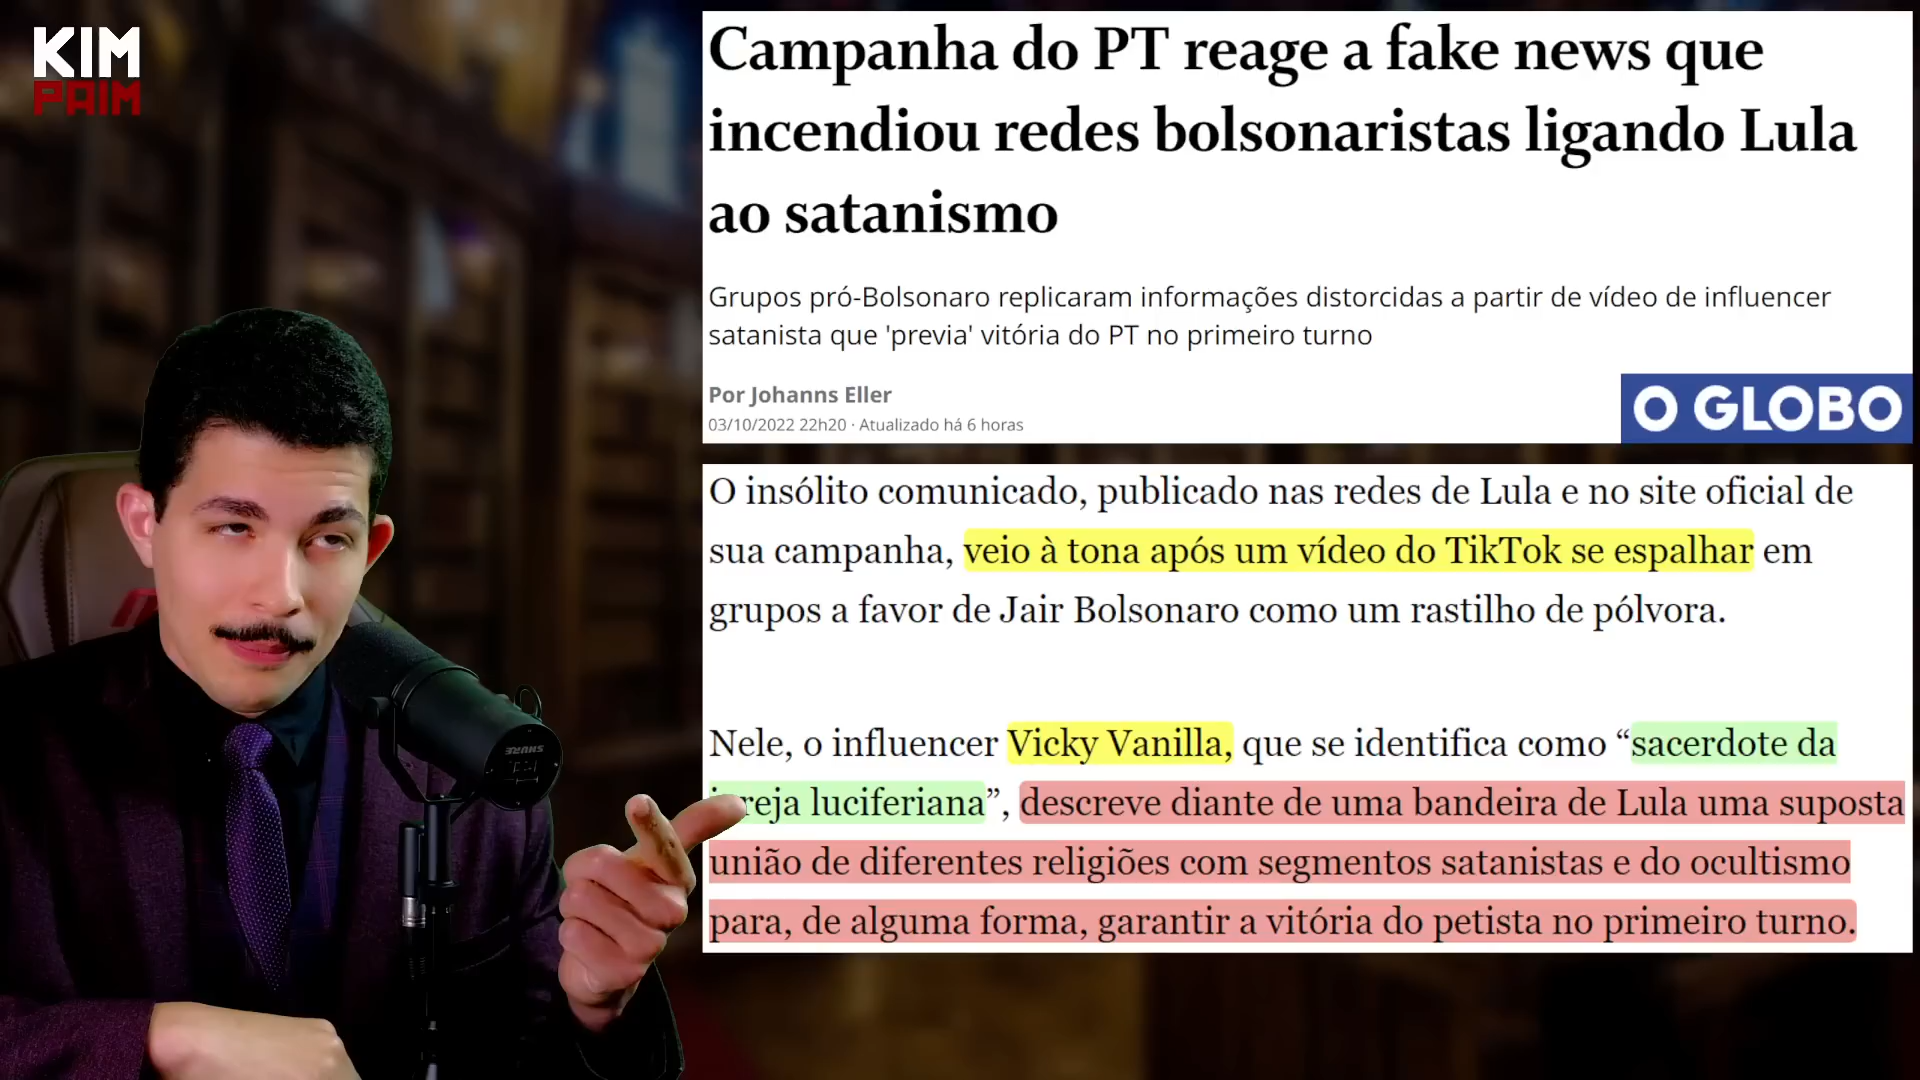 KIM
PAIM
Campanha do PT reage a fake news que
incendiou redes bolsonaristas ligando Lula
ao satanismo
Grupos pró-Bolsonaro replicaram informações distorcidas a partir de vídeo de influencer
satanista que 'previa' vitória do PT no primeiro turno
Por Johanns Eller
03/10/2022 22h20 · Atualizado há 6 horas
O GLOBO
O insólito comunicado, publicado nas redes de Lula e no site oficial de
sua campanha, veio à tona após um vídeo do TikTok se espalhar em
grupos a favor de Jair Bolsonaro como um rastilho de pólvora.
Nele, o influencer Vicky Vanilla, que se identifica como “sacerdote da
igreja luciferiana”, descreve diante de uma bandeira de Lula uma suposta
união de diferentes religiões com segmentos satanistas e do ocultismo
para, de alguma forma, garantir a vitória do petista no primeiro turno.
SHURE